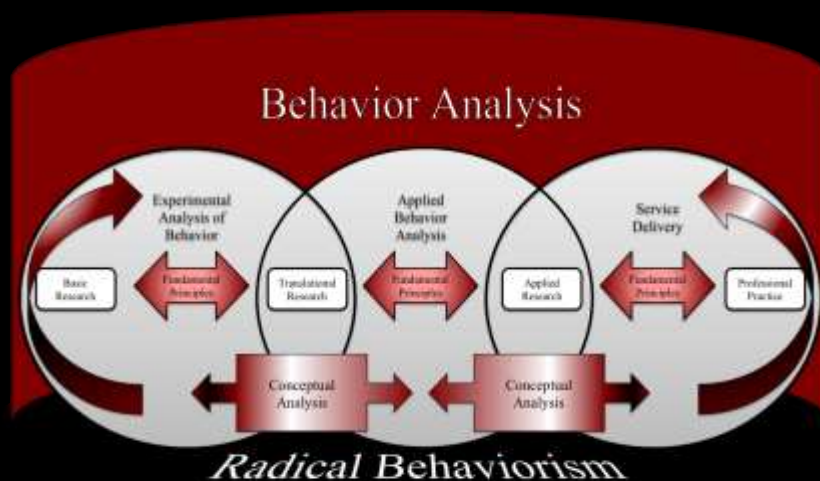 Behavior Analysis
Experimental
Analysis of
Behavior
Applied
Behavior
Analysis
Service
Delivery
Basic
Research
Fundamental
Principles
Translational
Research
Fundamental
Principles
Applied
Research
Fundamental
Principles
Professional
Practice
Conceptual
Analysis
Conceptual
Analysis
Radical Behaviorism